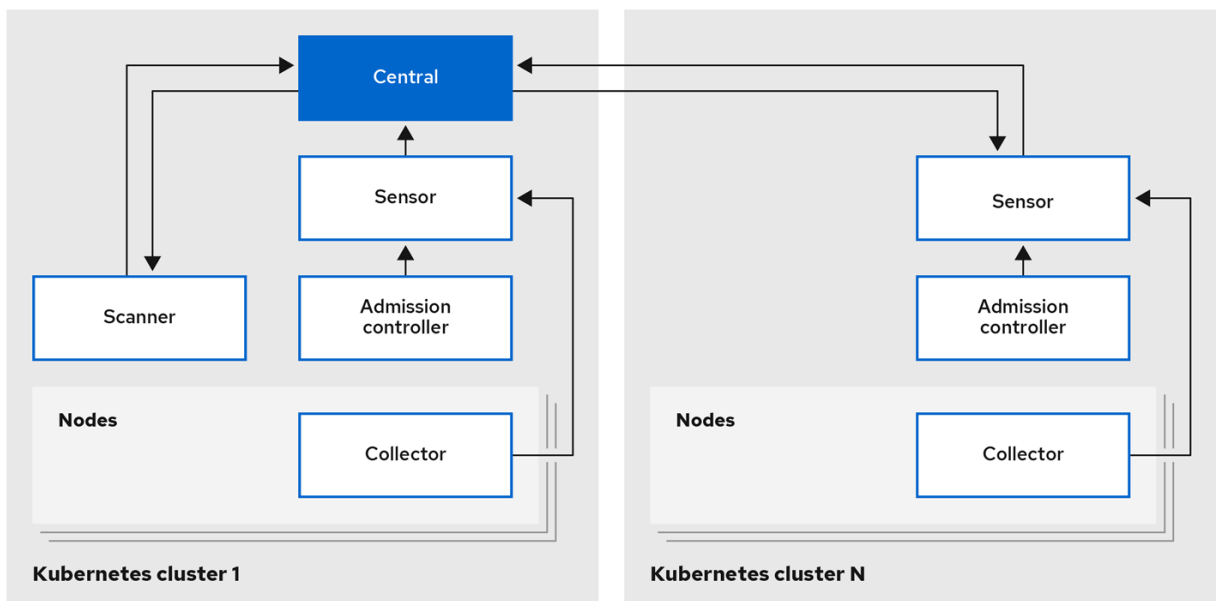 Central
Sensor
Scanner
Admission
controller
Nodes
Collector
Kubernetes cluster 1
Sensor
Admission
controller
Nodes
Collector
Kubernetes cluster N